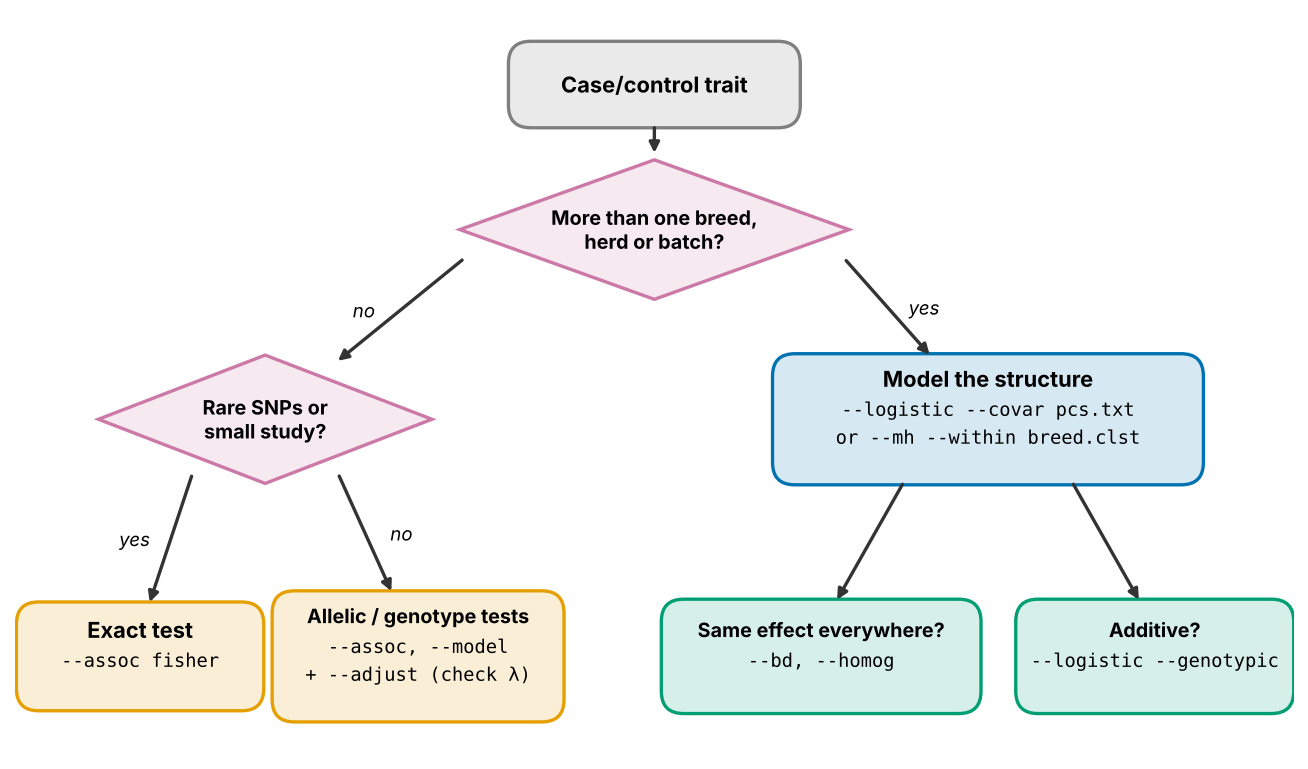 Case/control trait
More than one breed,
herd or batch?
no
yes
Rare SNPs or
small study?
Model the structure
--logistic --covar pcs.txt
or --mh --within breed.clst
yes
no
Exact test
--assoc fisher
Allelic / genotype tests
--assoc, --model
+ --adjust (check λ)
Same effect everywhere?
--bd, --homog
Additive?
--logistic --genotypic